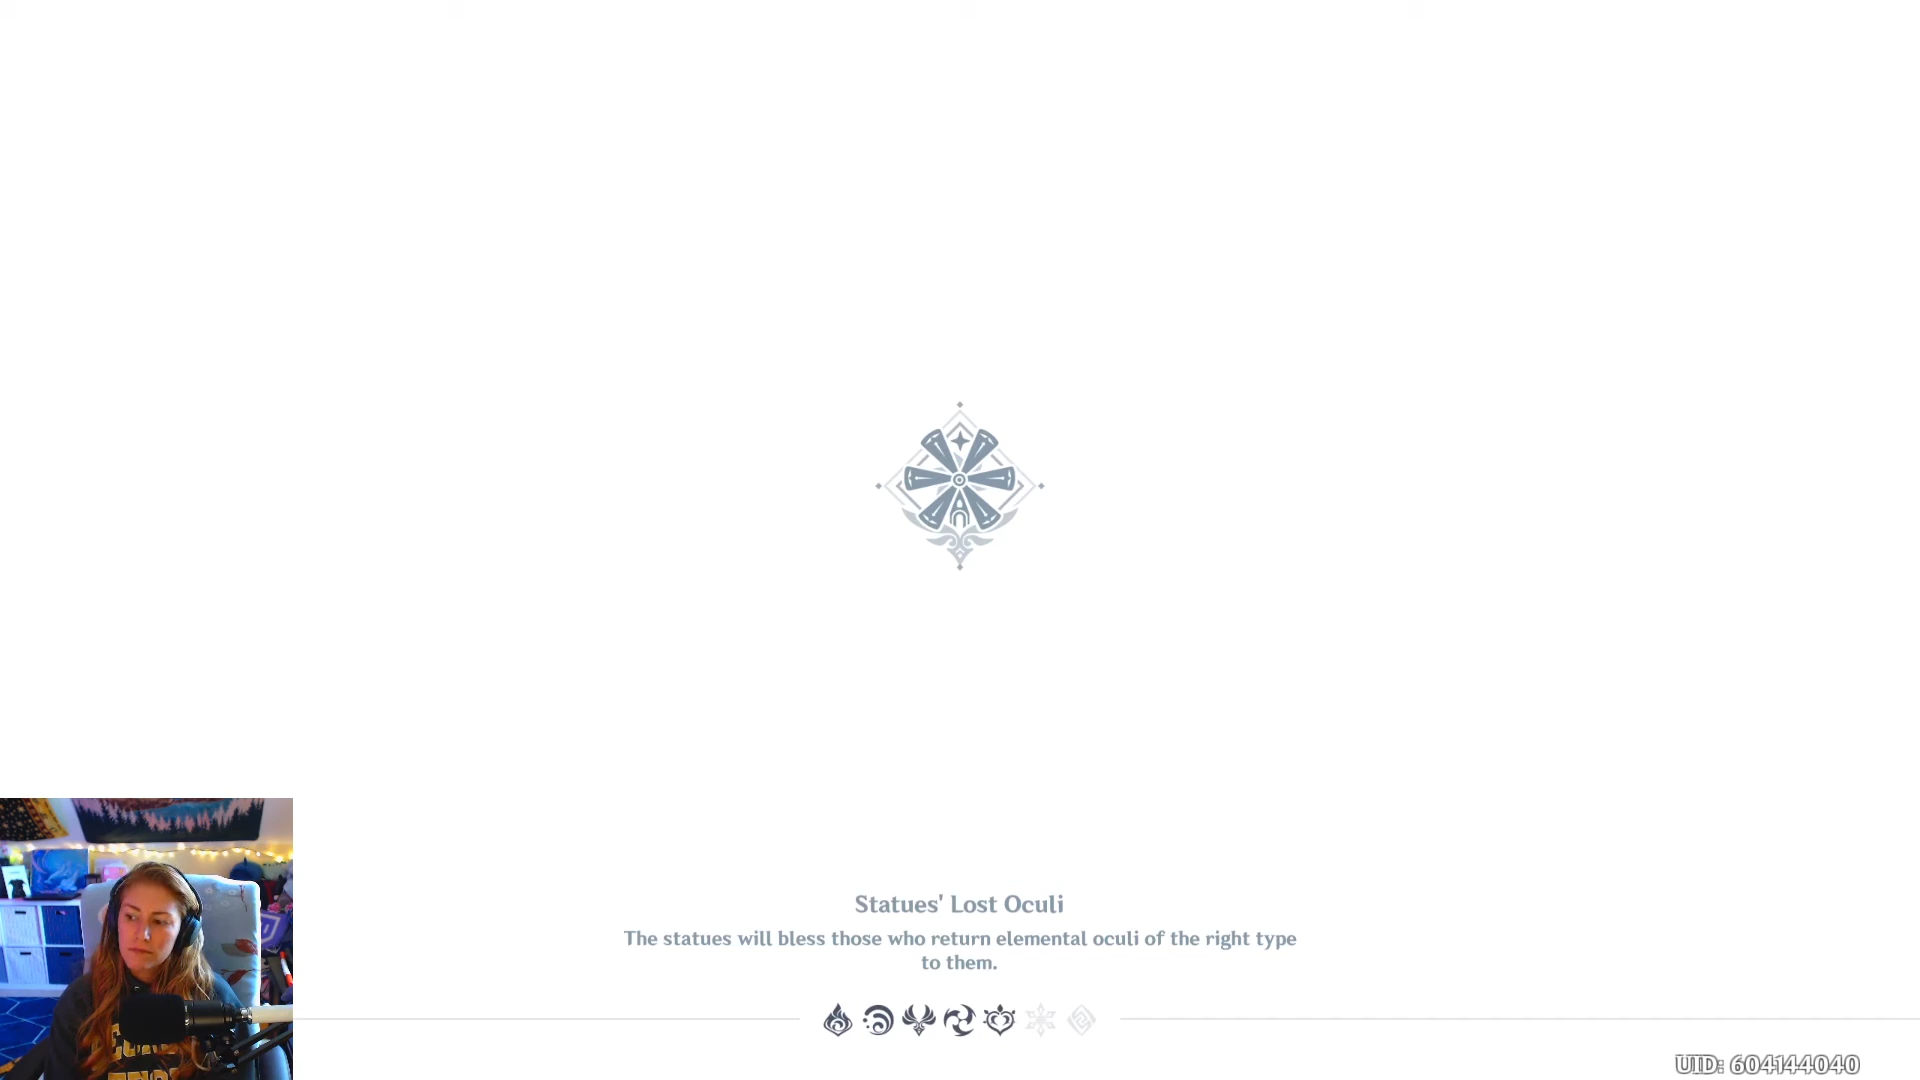 Statues' Lost Oculi
The statues will bless those who return elemental oculi of the right type
to them.
UID: 604144040